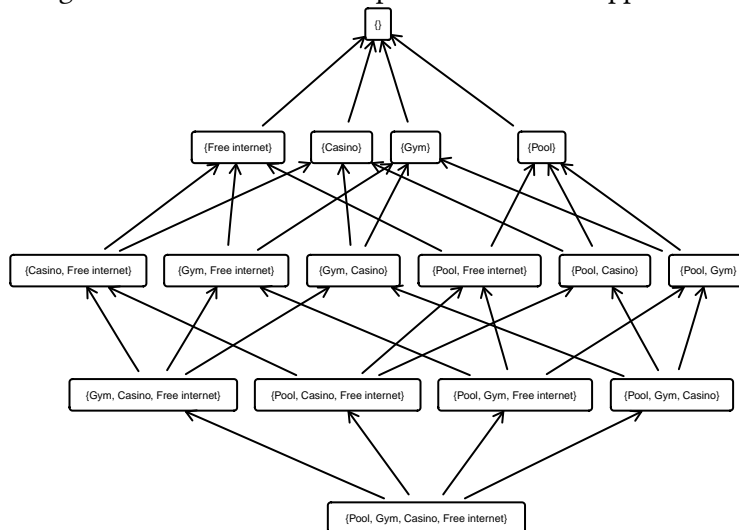 {}
{Free internet} {Casino} {Gym} {Pool}
{Casino, Free internet} {Gym, Free internet} {Gym, Casino} {Pool, Free internet} {Pool, Casino} {Pool, Gym}
{Gym, Casino, Free internet} {Pool, Casino, Free internet} {Pool, Gym, Free internet} {Pool, Gym, Casino}
{Pool, Gym, Casino, Free internet}